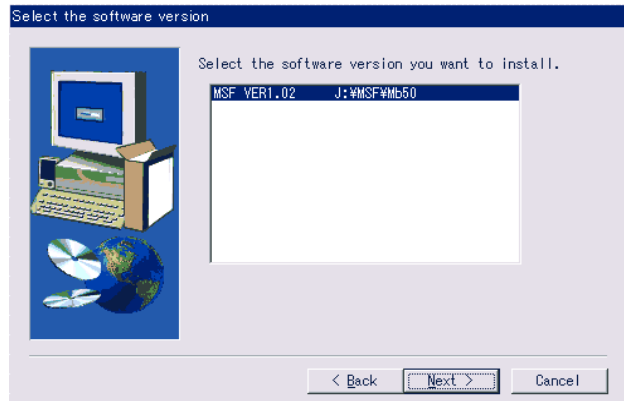 Select the software version
Select the software version you want to install.
MSF VER1.02 J:¥MSF¥Mb50
< Back
Next >
Cancel